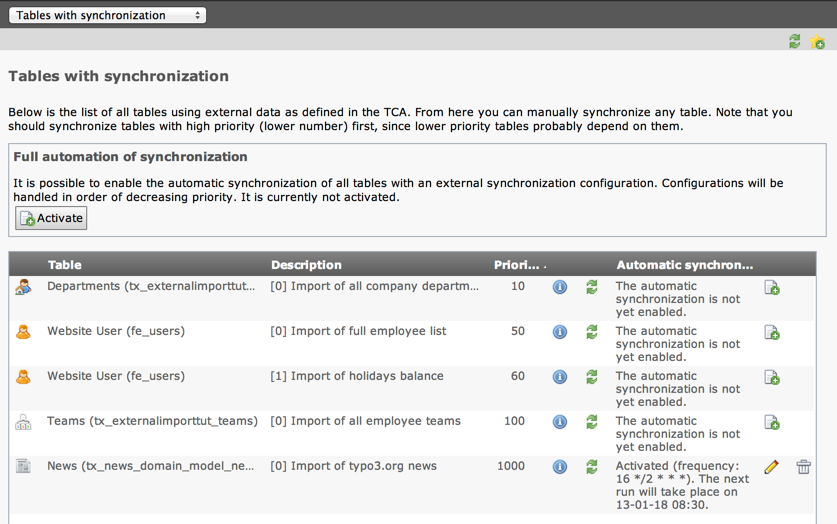 Tables with synchronization
Tables with synchronization
Below is the list of all tables using external data as defined in the TCA. From here you can manually synchronize any table. Note that you
should synchronize tables with high priority (lower number) first, since lower priority tables probably depend on them.
Full automation of synchronization
It is possible to enable the automatic synchronization of all tables with an external synchronization configuration. Configurations will be
handled in order of decreasing priority. It is currently not activated.
Activate
Table Description Priori... Automatic synchron...
Departments (tx_externalimporttut... [0] Import of all company departm... 10 The automatic
synchronization is not
yet enabled.
Website User (fe_users) [0] Import of full employee list 50 The automatic
synchronization is not
yet enabled.
Website User (fe_users) [1] Import of holidays balance 60 The automatic
synchronization is not
yet enabled.
Teams (tx_externalimporttut_teams) [0] Import of all employee teams 100 The automatic
synchronization is not
yet enabled.
News (tx_news_domain_model_ne... [0] Import of typo3.org news 1000 Activated (frequency:
16 */2 * * *). The next
run will take place on
13-01-18 08:30.